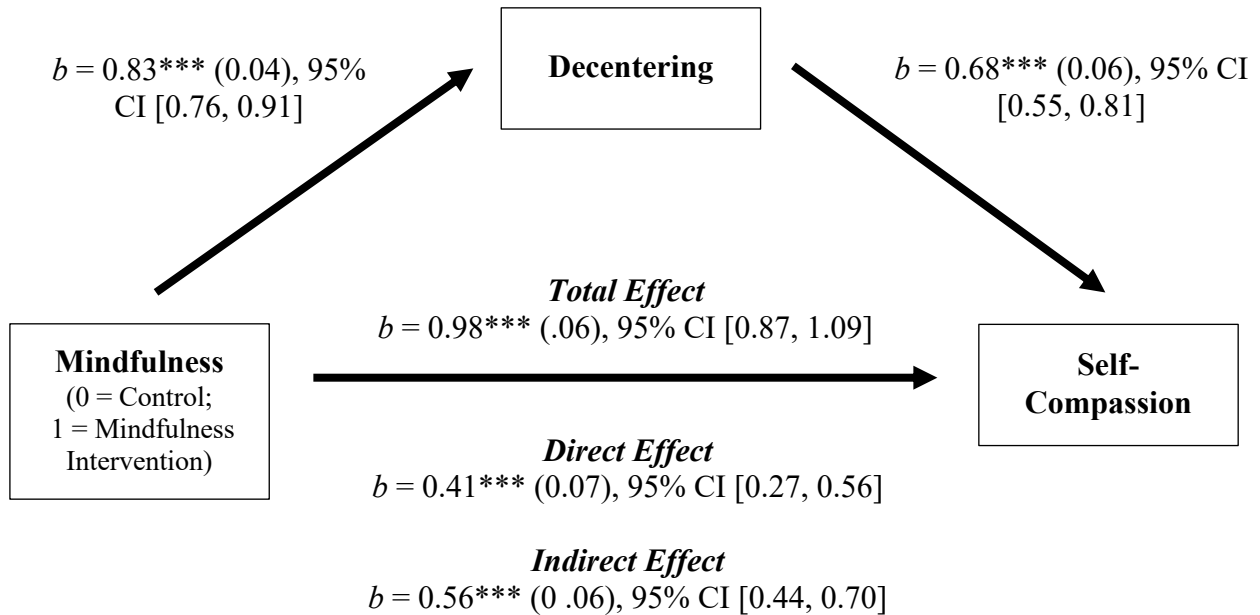 b = 0.83*** (0.04), 95%
CI [0.76, 0.91]
Decentering
b = 0.68*** (0.06), 95% CI
[0.55, 0.81]
Total Effect
b = 0.98*** (.06), 95% CI [0.87, 1.09]
Mindfulness
(0 = Control;
1 = Mindfulness
Intervention)
Self-
Compassion
Direct Effect
b = 0.41*** (0.07), 95% CI [0.27, 0.56]
Indirect Effect
b = 0.56*** (0 .06), 95% CI [0.44, 0.70]